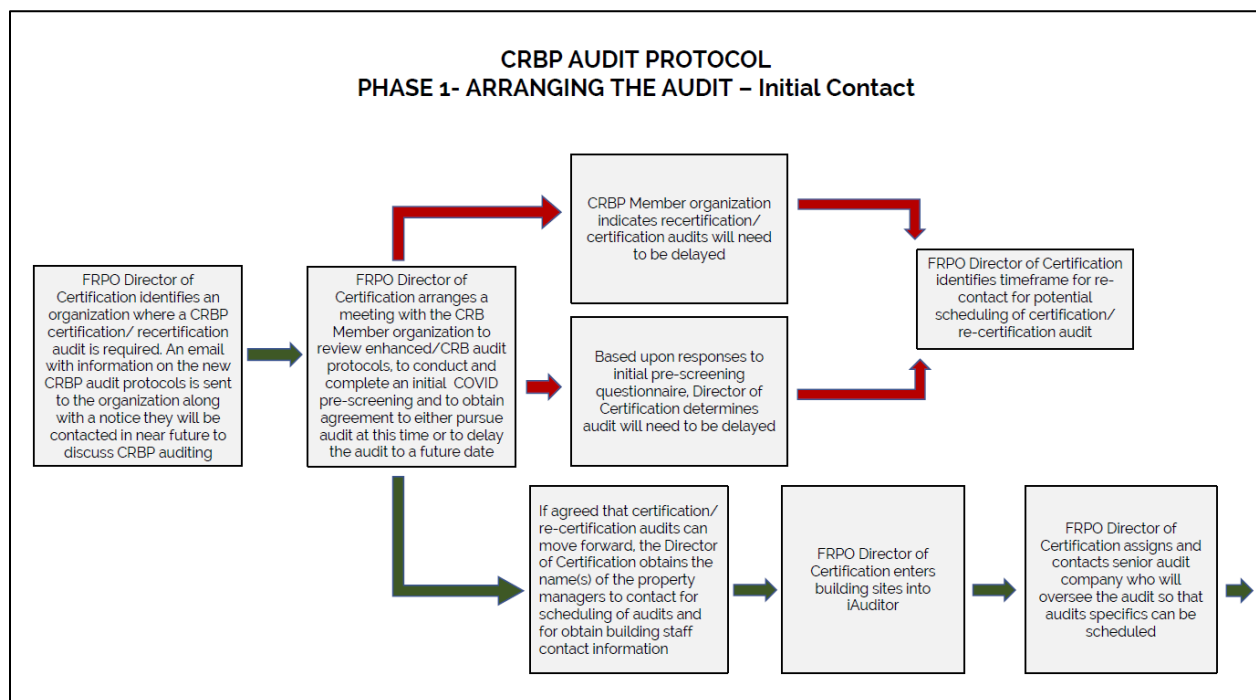 CRBP AUDIT PROTOCOL
PHASE 1- ARRANGING THE AUDIT – Initial Contact
FRPO Director of
Certification identifies an
organization where a CRBP
certification/ recertification
audit is required. An email
with information on the new
CRBP audit protocols is sent
to the organization along
with a notice they will be
contacted in near future to
discuss CRBP auditing
FRPO Director of
Certification arranges a
meeting with the CRB
Member organization to
review enhanced/CRB audit
protocols, to conduct and
complete an initial COVID
pre-screening and to obtain
agreement to either pursue
audit at this time or to delay
the audit to a future date
CRBP Member organization
indicates recertification/
certification audits will need
to be delayed
Based upon responses to
initial pre-screening
questionnaire, Director of
Certification determines
audit will need to be delayed
FRPO Director of Certification
identifies timeframe for re-
contact for potential
scheduling of certification/
re-certification audit
If agreed that certification/
re-certification audits can
move forward, the Director
of Certification obtains the
name(s) of the property
managers to contact for
scheduling of audits and
for obtain building staff
contact information
FRPO Director of
Certification enters
building sites into
iAuditor
FRPO Director of
Certification assigns and
contacts senior audit
company who will
oversee the audit so that
audits specifics can be
scheduled